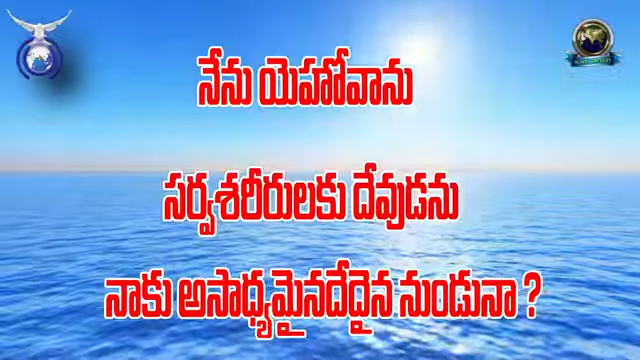 నేను యెహోవాను
సర్వశరీరులకు దేవుడను
నాకు అసాధ్యమైనదేదైన నుండునా ?